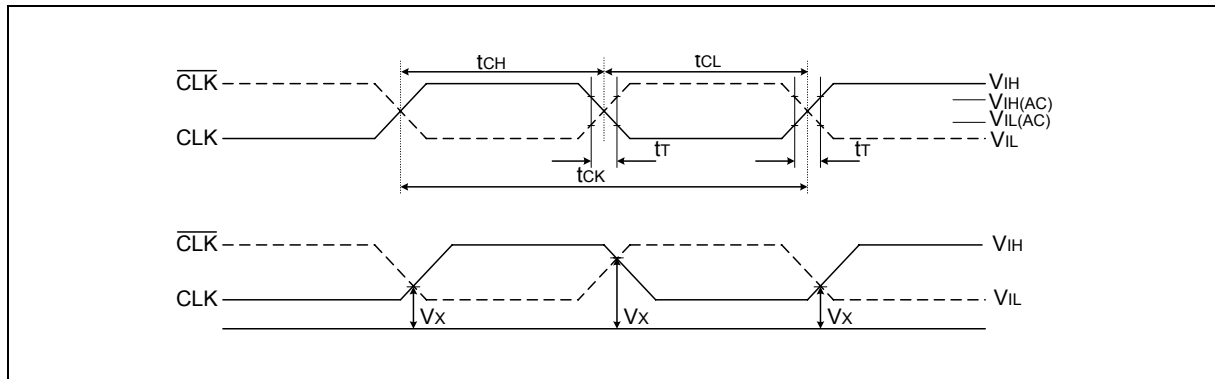 tCH tCL
CLK VIH
VIH(AC)
VIL(AC)
CLK VIL
tT tT
tCK
CLK VIH
CLK VIL
VX VX VX